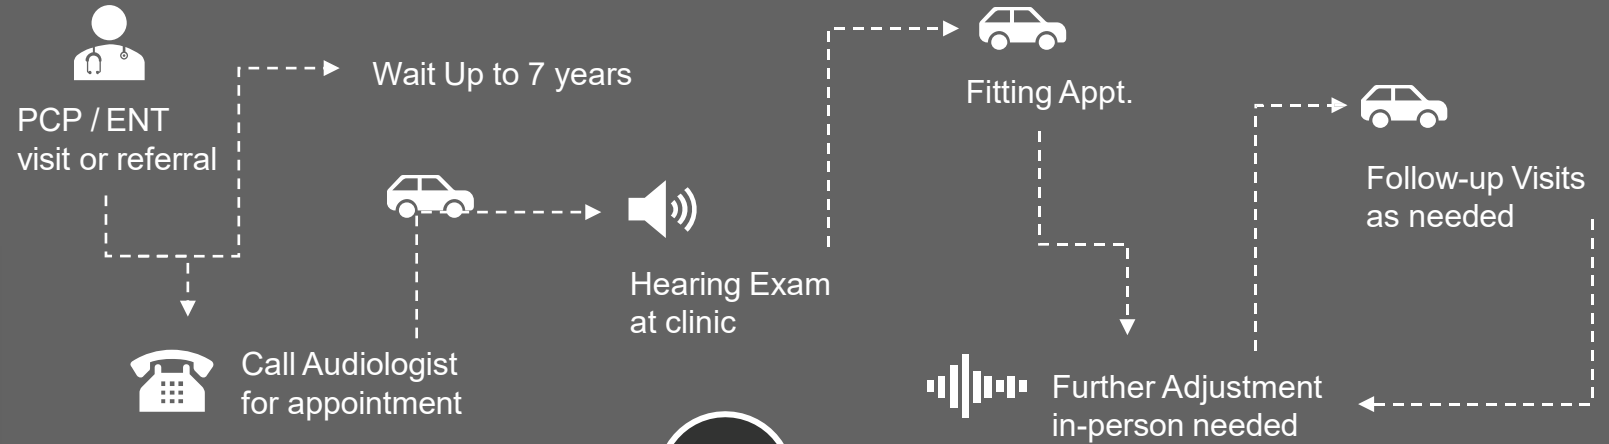 PCP / ENT
visit or referral
Wait Up to 7 years
Call Audiologist
for appointment
Hearing Exam
at clinic
Fitting Appt.
Further Adjustment
in-person needed
Follow-up Visits
as needed